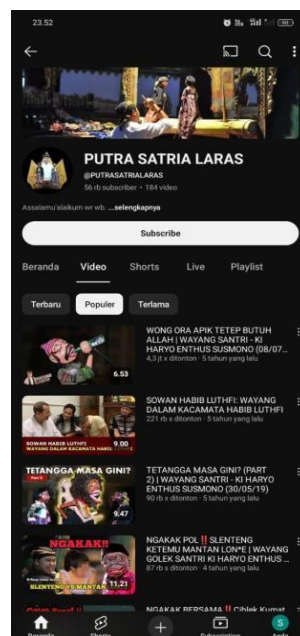 23.52
PUTRA SATRIA LARAS
@PUTRASATRIALARAS
56 rb subscriber • 184 video
Assalamu'alaikum wr wb ...selengkapnya
Subscribe
Beranda Video Shorts Live Playlist
Terbaru Populer Terlama
6.53
WONG ORA APIK TETEP BUTUH
ALLAH | WAYANG SANTRI - KI
HARYO ENTHUS SUSMONO (08/07...
4,3 jt x ditonton · 5 tahun yang lalu
SOWAN HABIB LUTHFI
WAYANG DALAM KACAMATA HABIB LUTHFI
9.00
SOWAN HABIB LUTHFI: WAYANG
DALAM KACAMATA HABIB LUTHFI
221 rb x ditonton · 5 tahun yang lalu
TETANGGA MASA GINI?
9.47
TETANGGA MASA GINI? (PART
2) | WAYANG SANTRI - KI HARYO
ENTHUS SUSMONO (30/05/19)
90 rb x ditonton · 5 tahun yang lalu
NGAKAK!!
SLENTENG VS MANTAN
11.21
NGAKAK POL ‼ SLENTENG
KETEMU MANTAN LON*E | WAYANG
GOLEK SANTRI KI HARYO ENTHUS ...
87 rb x ditonton · 4 tahun yang lalu
NGAKAK BERSAMA ‼ Ciblek Kumat
Beranda Shorts Subscription
S